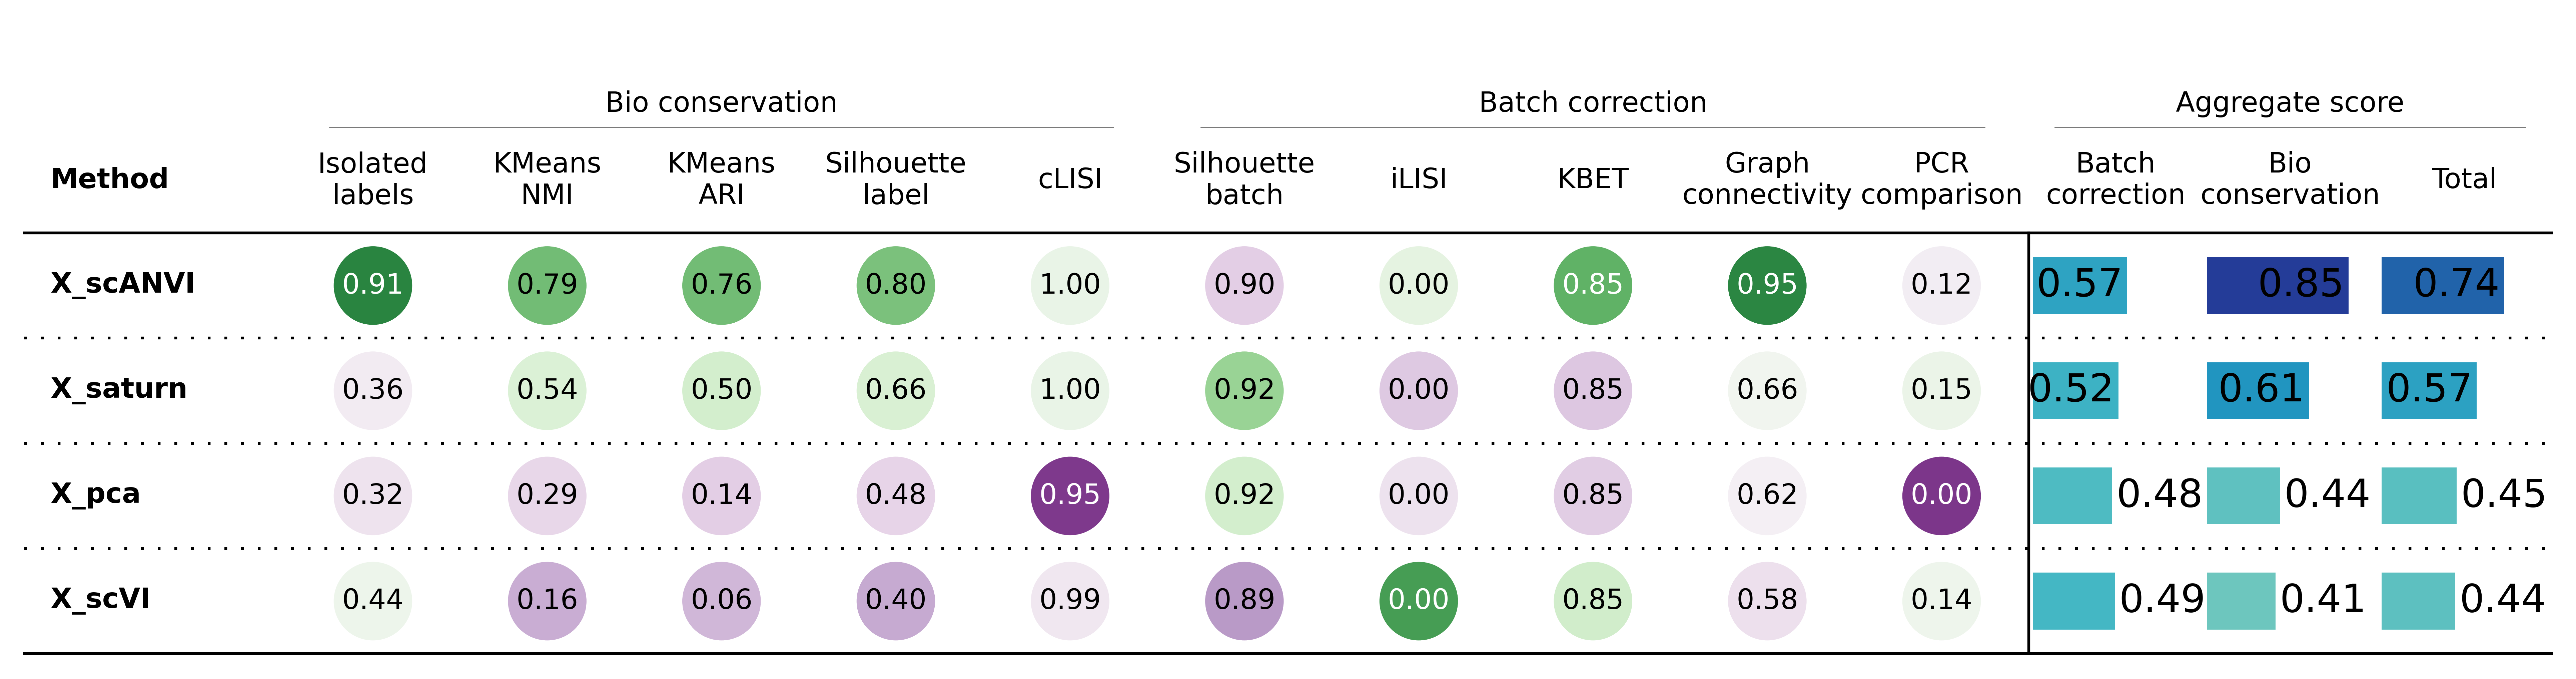 Bio conservation Batch correction Aggregate score
Method Isolated labels KMeans NMI KMeans ARI Silhouette label cLISI Silhouette batch iLISI KBET Graph connectivity PCR comparison Batch correction Bio conservation Total
X_scANVI 0.91 0.79 0.76 0.80 1.00 0.90 0.00 0.85 0.95 0.12 0.57 0.85 0.74
X_saturn 0.36 0.54 0.50 0.66 1.00 0.92 0.00 0.85 0.66 0.15 0.52 0.61 0.57
X_pca 0.32 0.29 0.14 0.48 0.95 0.92 0.00 0.85 0.62 0.00 0.48 0.44 0.45
X_scVI 0.44 0.16 0.06 0.40 0.99 0.89 0.00 0.85 0.58 0.14 0.49 0.41 0.44